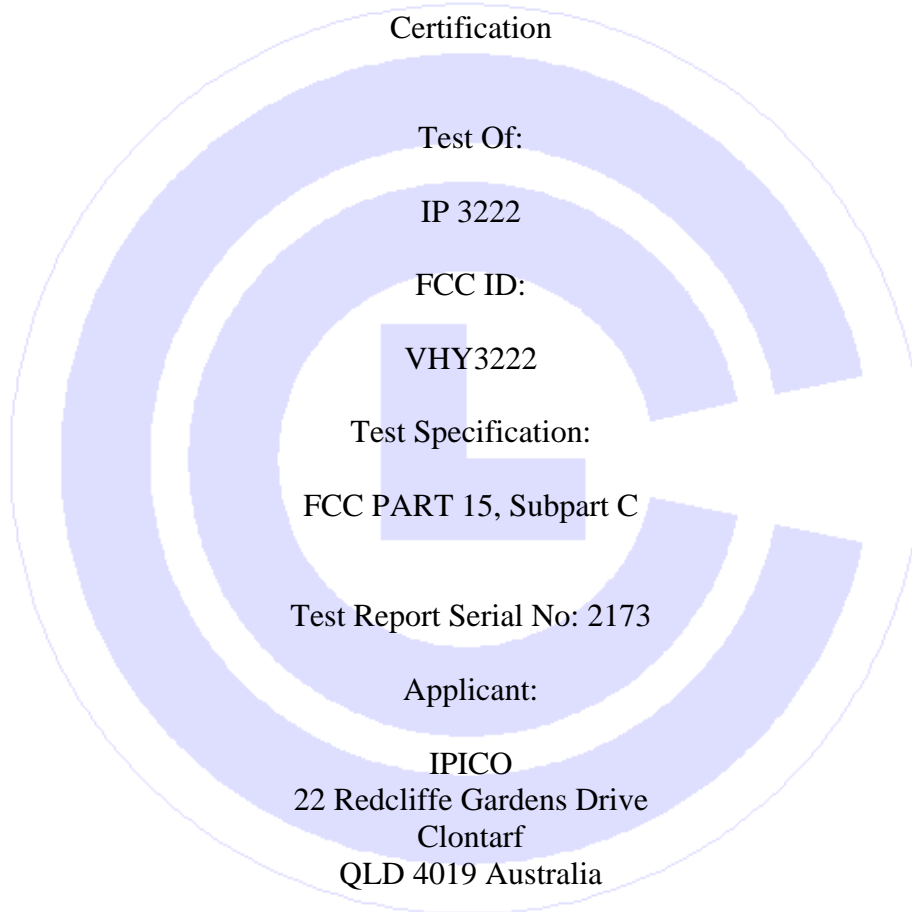 Certification
Test Of:
IP 3222
FCC ID:
VHY3222
Test Specification:
FCC PART 15, Subpart C
Test Report Serial No: 2173
Applicant:
IPICO
22 Redcliffe Gardens Drive
Clontarf
QLD 4019 Australia